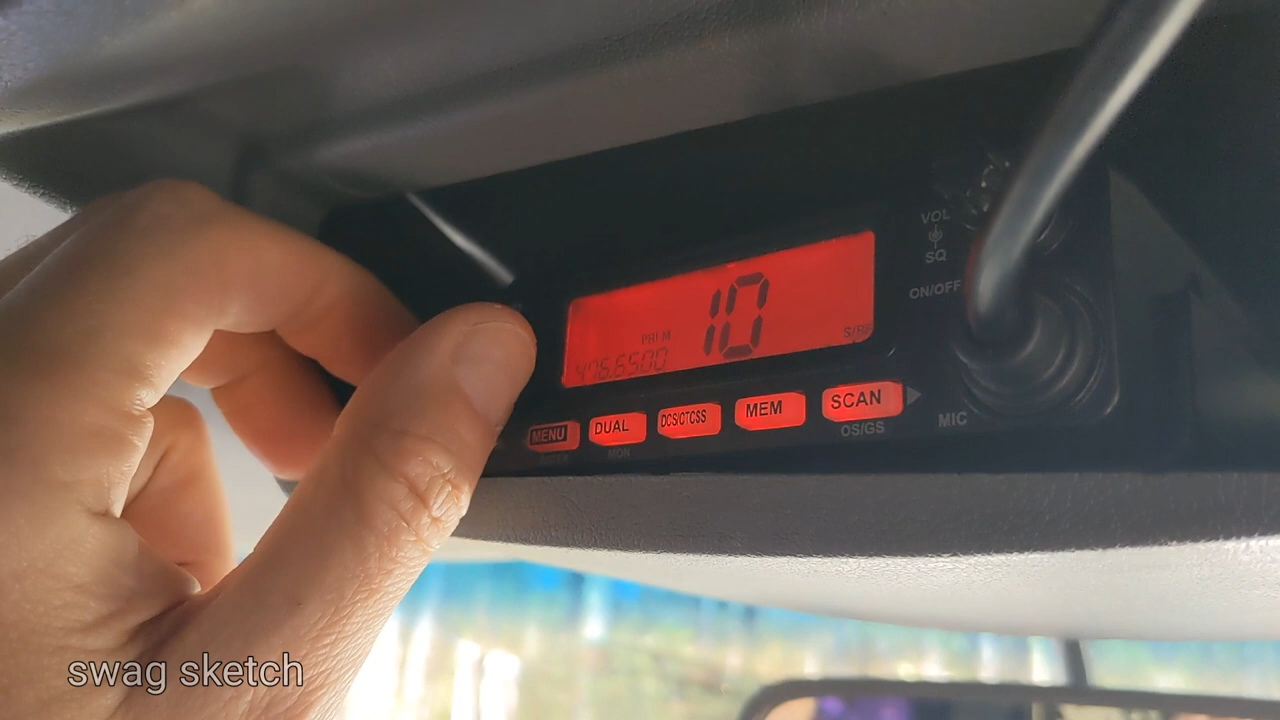 VOL
SQ
ON/OFF
10
PRI M
S/RF
476.6500
MENU
DUAL
DCS/CTCSS
MEM
SCAN
MON
OS/GS
MIC
swag sketch